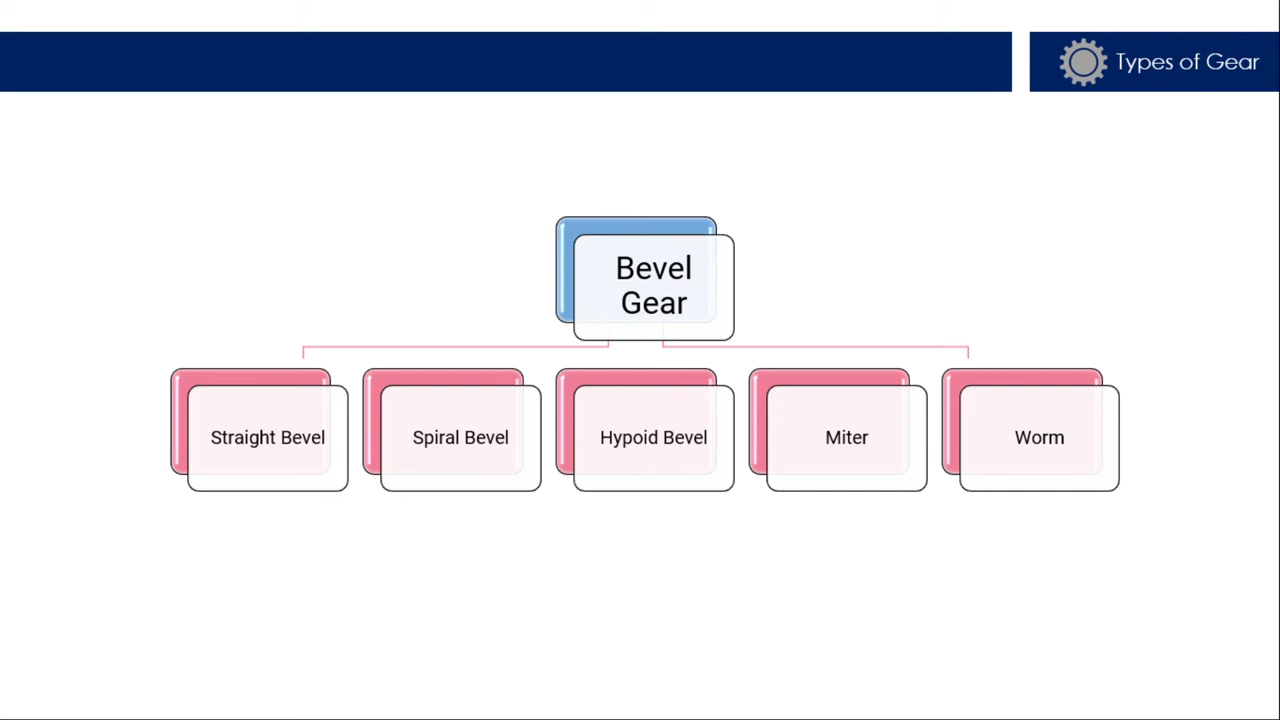 Types of Gear
Bevel
Gear
Straight Bevel
Spiral Bevel
Hypoid Bevel
Miter
Worm